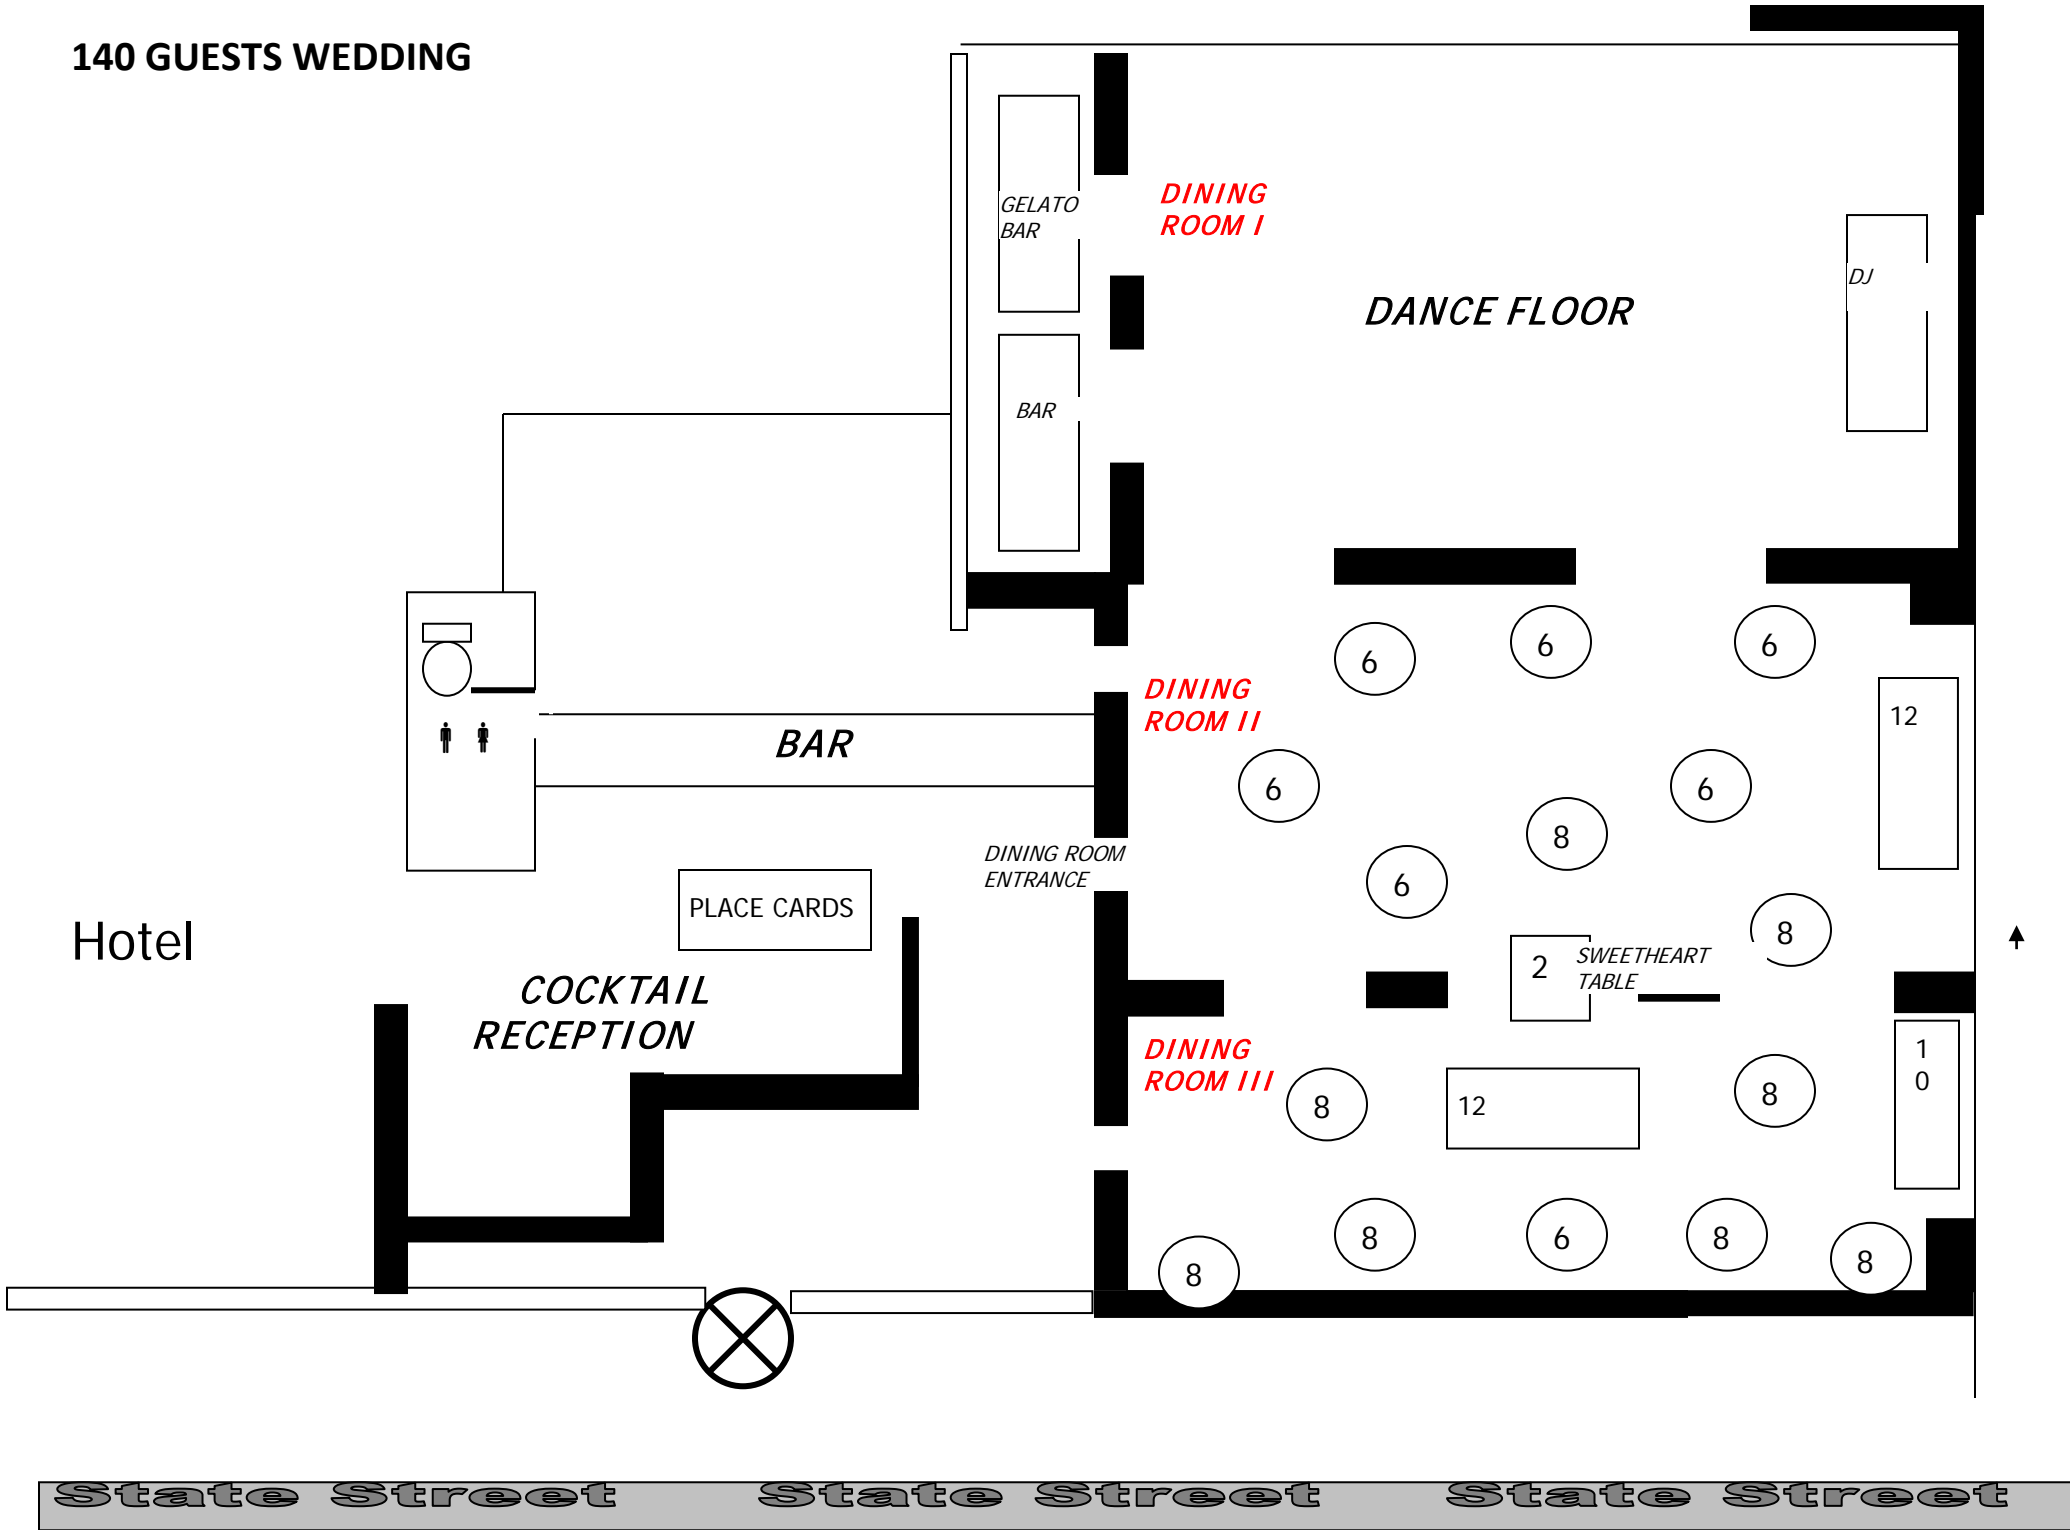 140 GUESTS WEDDING
GELATO
BAR
DINING
ROOM I
DJ
DANCE FLOOR
BAR
6
6
6
DINING
ROOM II
12
BAR
6
6
8
DINING ROOM
ENTRANCE
6
PLACE CARDS
8
Hotel
2
SWEETHEART
TABLE
COCKTAIL
RECEPTION
DINING
ROOM III
1
0
8
12
8
8
6
8
8
8
State Street State Street State Street